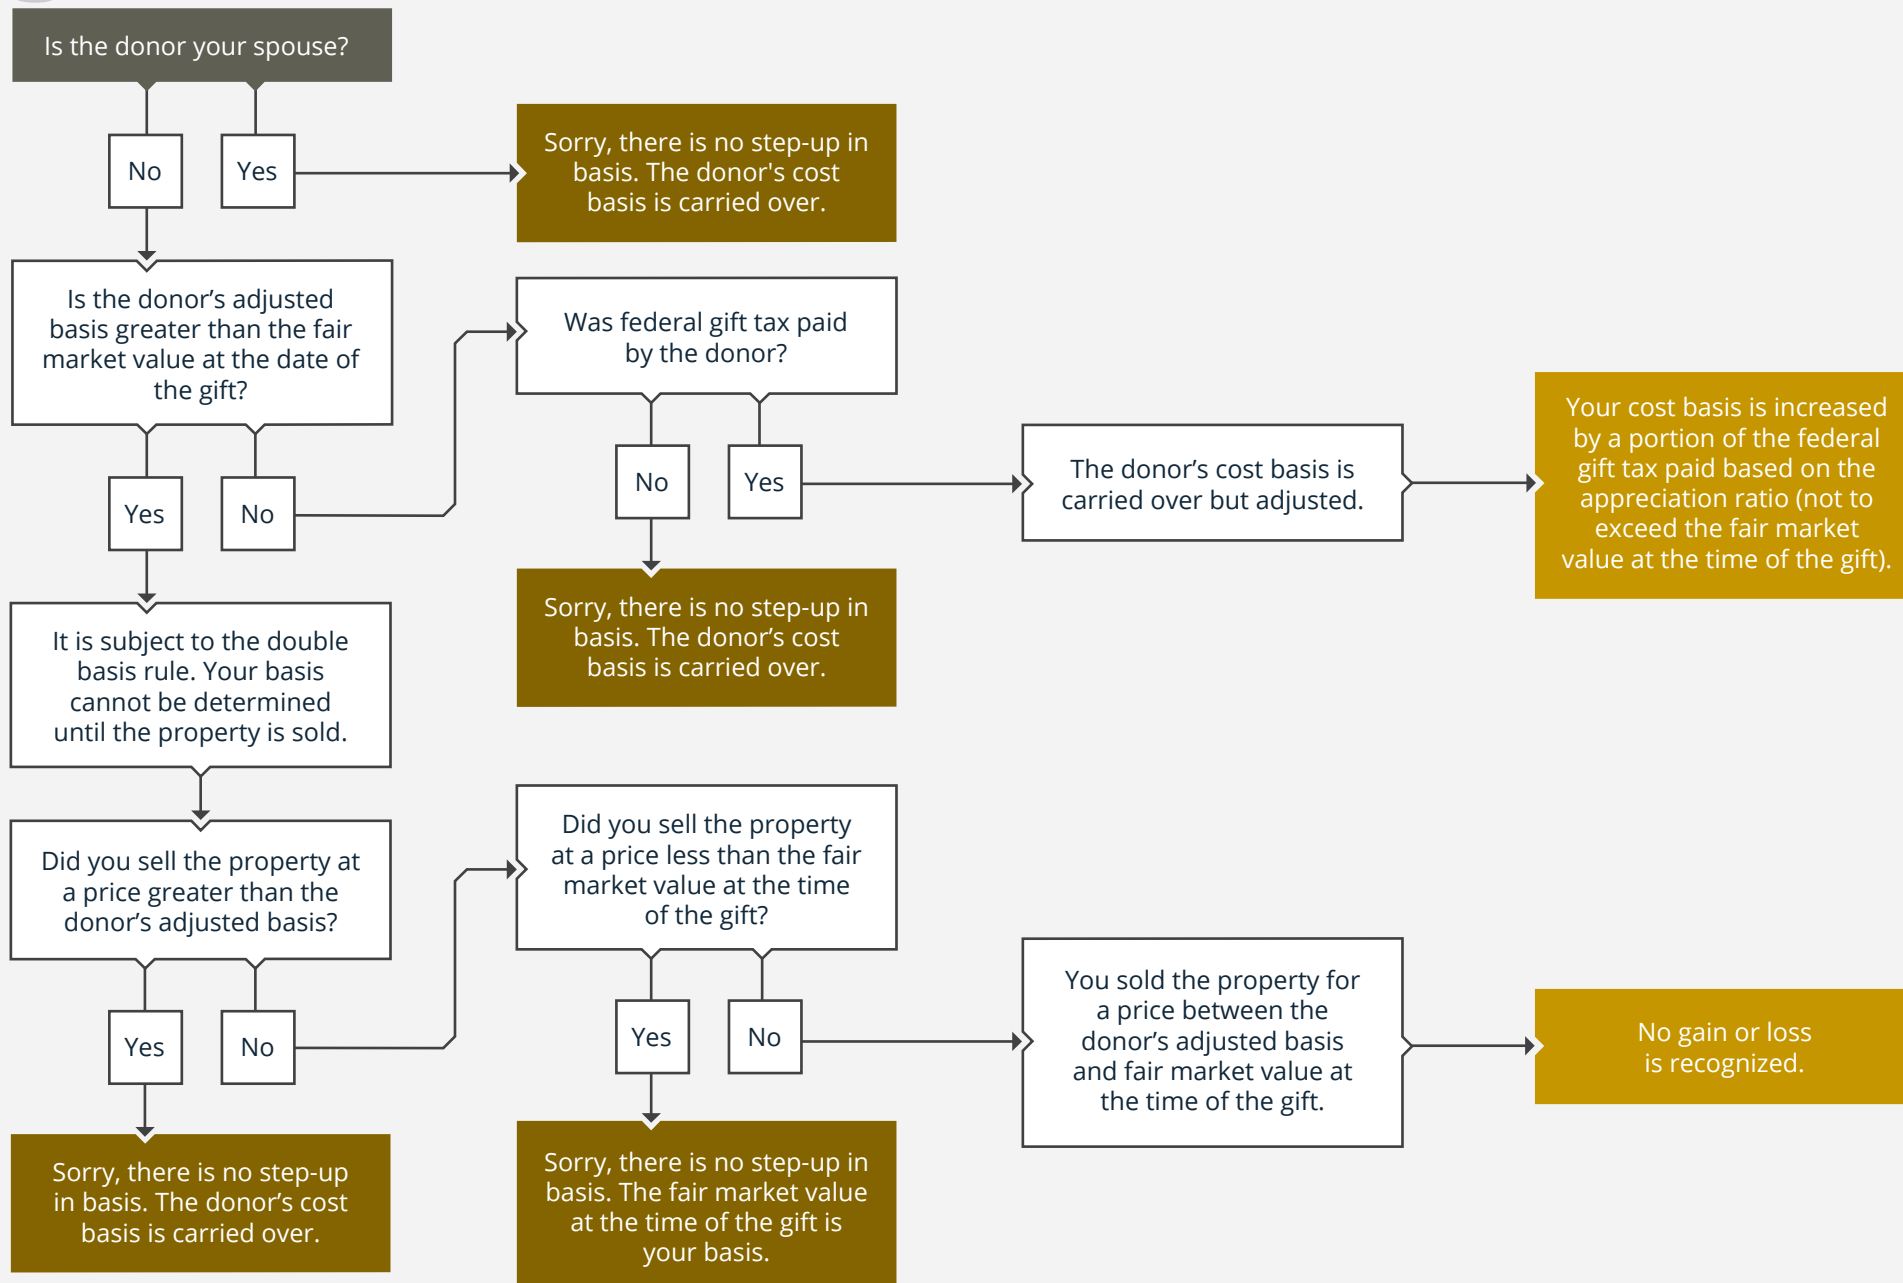 Is the donor your spouse?
No
Yes
Sorry, there is no step-up in
basis. The donor's cost
basis is carried over.
Is the donor’s adjusted
basis greater than the fair
market value at the date of
the gift?
Yes
No
Was federal gift tax paid
by the donor?
No
Yes
The donor’s cost basis is
carried over but adjusted.
Your cost basis is increased
by a portion of the federal
gift tax paid based on the
appreciation ratio (not to
exceed the fair market
value at the time of the gift).
Sorry, there is no step-up in
basis. The donor’s cost
basis is carried over.
It is subject to the double
basis rule. Your basis
cannot be determined
until the property is sold.
Did you sell the property at
a price greater than the
donor’s adjusted basis?
Yes
No
Did you sell the property
at a price less than the fair
market value at the time
of the gift?
Yes
No
You sold the property for
a price between the
donor’s adjusted basis
and fair market value at
the time of the gift.
No gain or loss
is recognized.
Sorry, there is no step-up
in basis. The donor’s cost
basis is carried over.
Sorry, there is no step-up in
basis. The fair market value
at the time of the gift is
your basis.